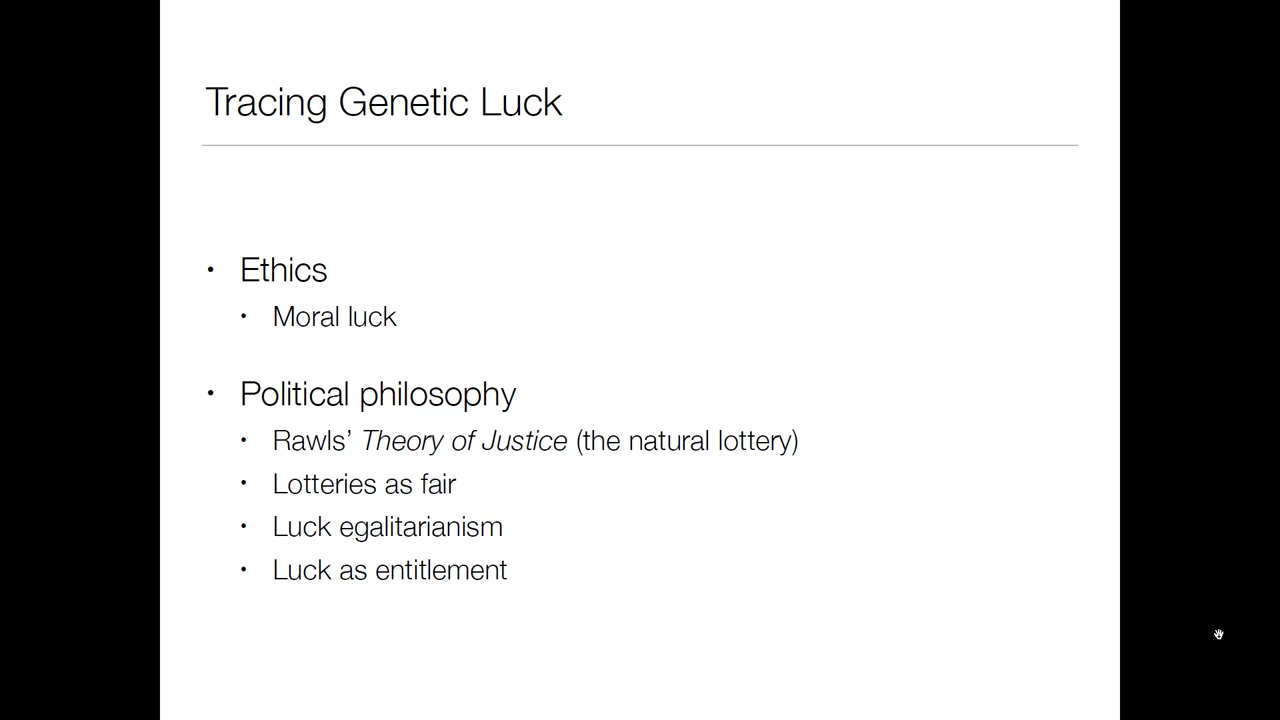 Tracing Genetic Luck
• Ethics
• Moral luck
• Political philosophy
• Rawls’ Theory of Justice (the natural lottery)
• Lotteries as fair
• Luck egalitarianism
• Luck as entitlement